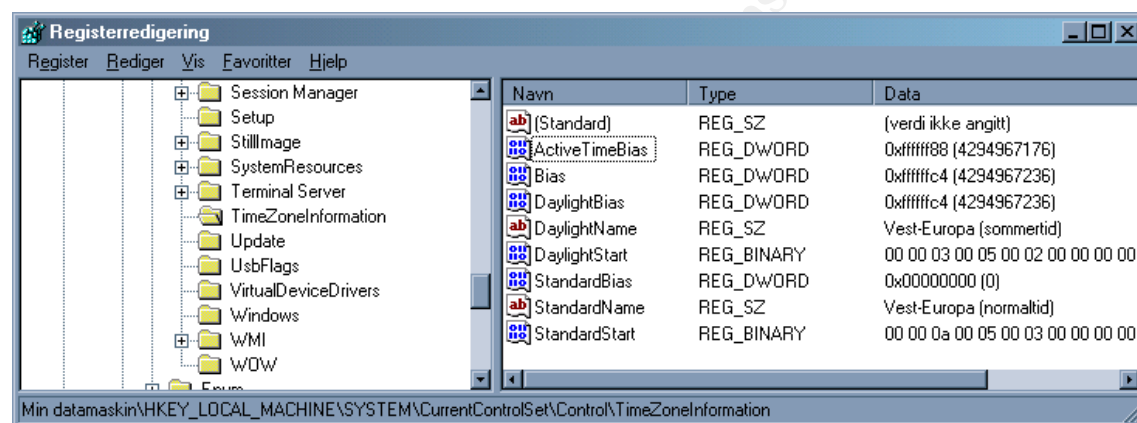 Registerredigering
Register Rediger Vis Favoritter Hjelp
Session Manager
Setup
StillImage
SystemResources
Terminal Server
TimeZoneInformation
Update
UsbFlags
VirtualDeviceDrivers
Windows
WMI
WOW
Enum
Navn Type Data
(Standard) REG_SZ (verdi ikke angitt)
ActiveTimeBias REG_DWORD 0xffffff88 (4294967176)
Bias REG_DWORD 0xffffffc4 (4294967236)
DaylightBias REG_DWORD 0xffffffc4 (4294967236)
DaylightName REG_SZ Vest-Europa (sommertid)
DaylightStart REG_BINARY 00 00 03 00 05 00 02 00 00 00 00 00
StandardBias REG_DWORD 0x00000000 (0)
StandardName REG_SZ Vest-Europa (normaltid)
StandardStart REG_BINARY 00 00 0a 00 05 00 03 00 00 00 00 00
Min datamaskin\HKEY_LOCAL_MACHINE\SYSTEM\CurrentControlSet\Control\TimeZoneInformation